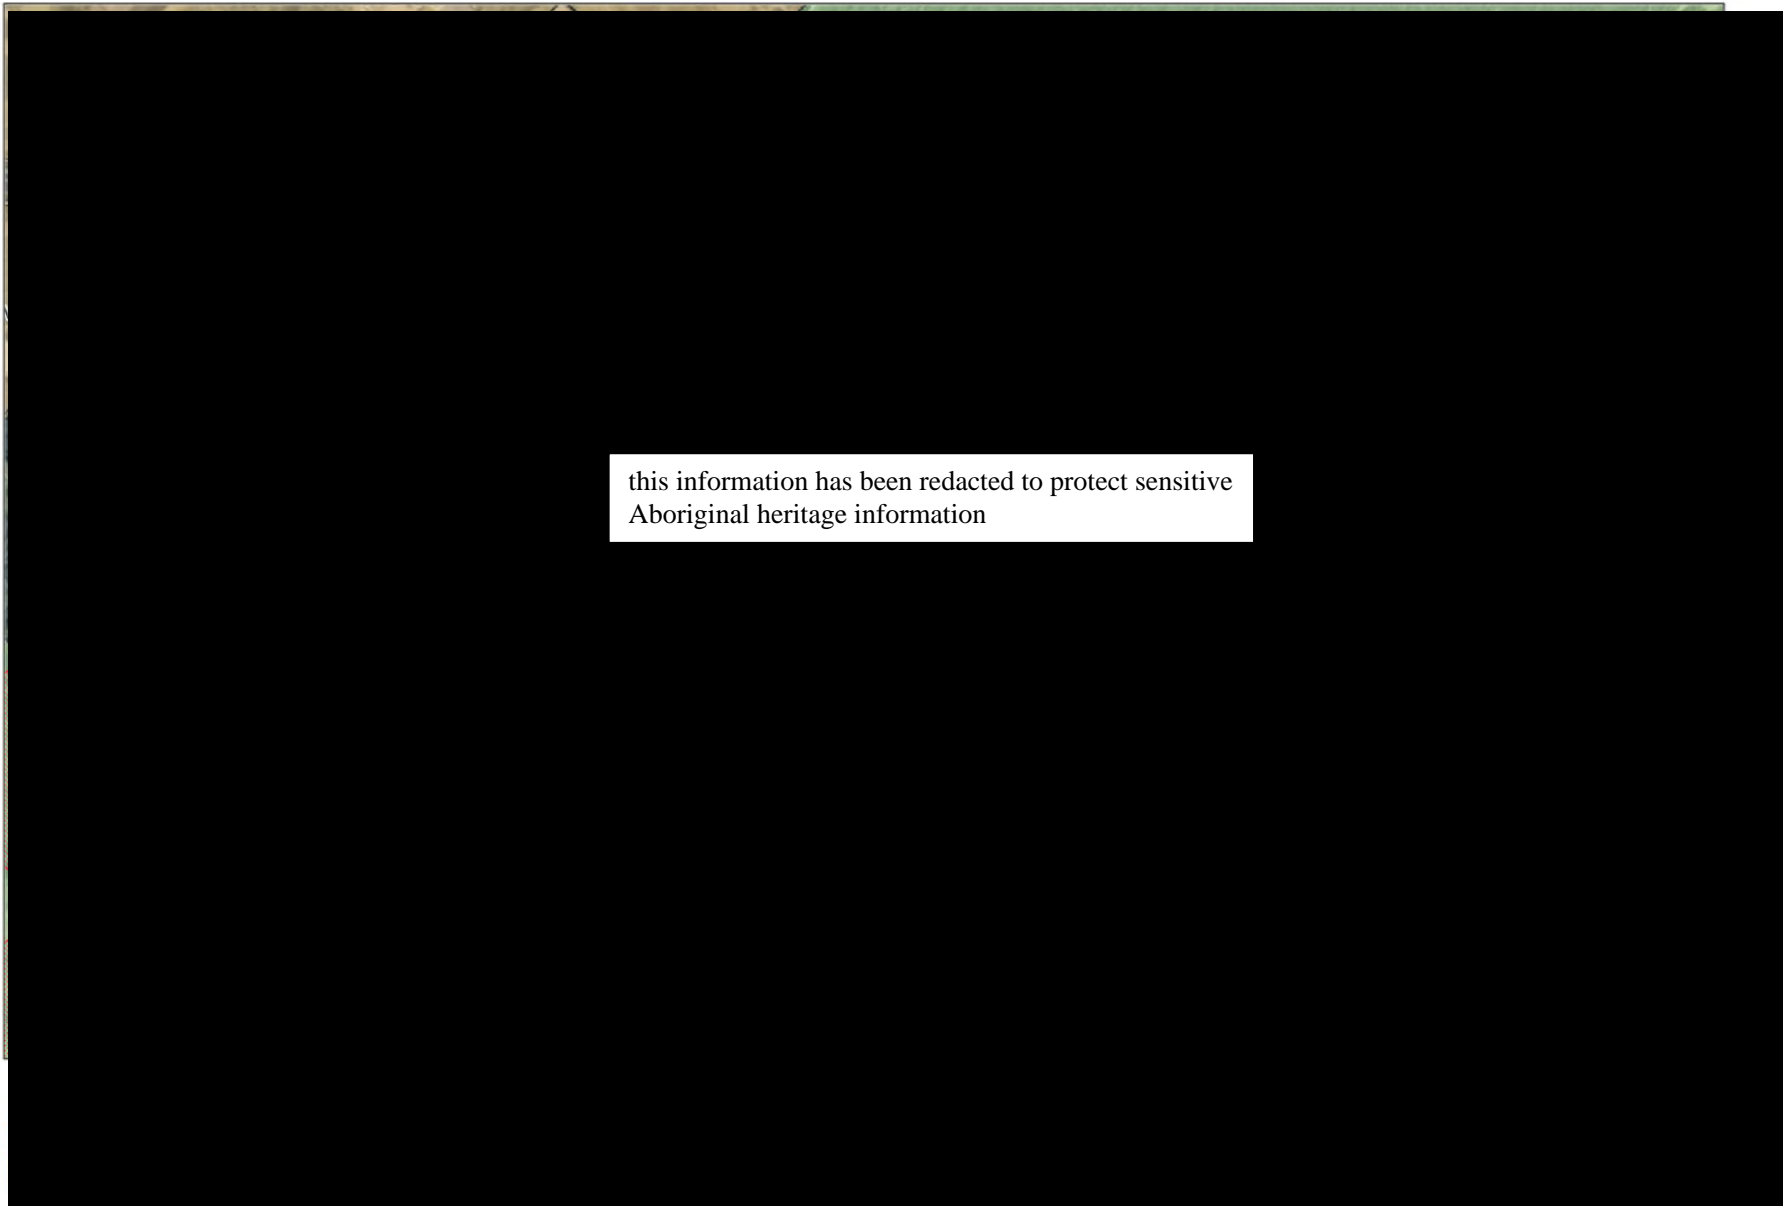 this information has been redacted to protect sensitive
Aboriginal heritage information